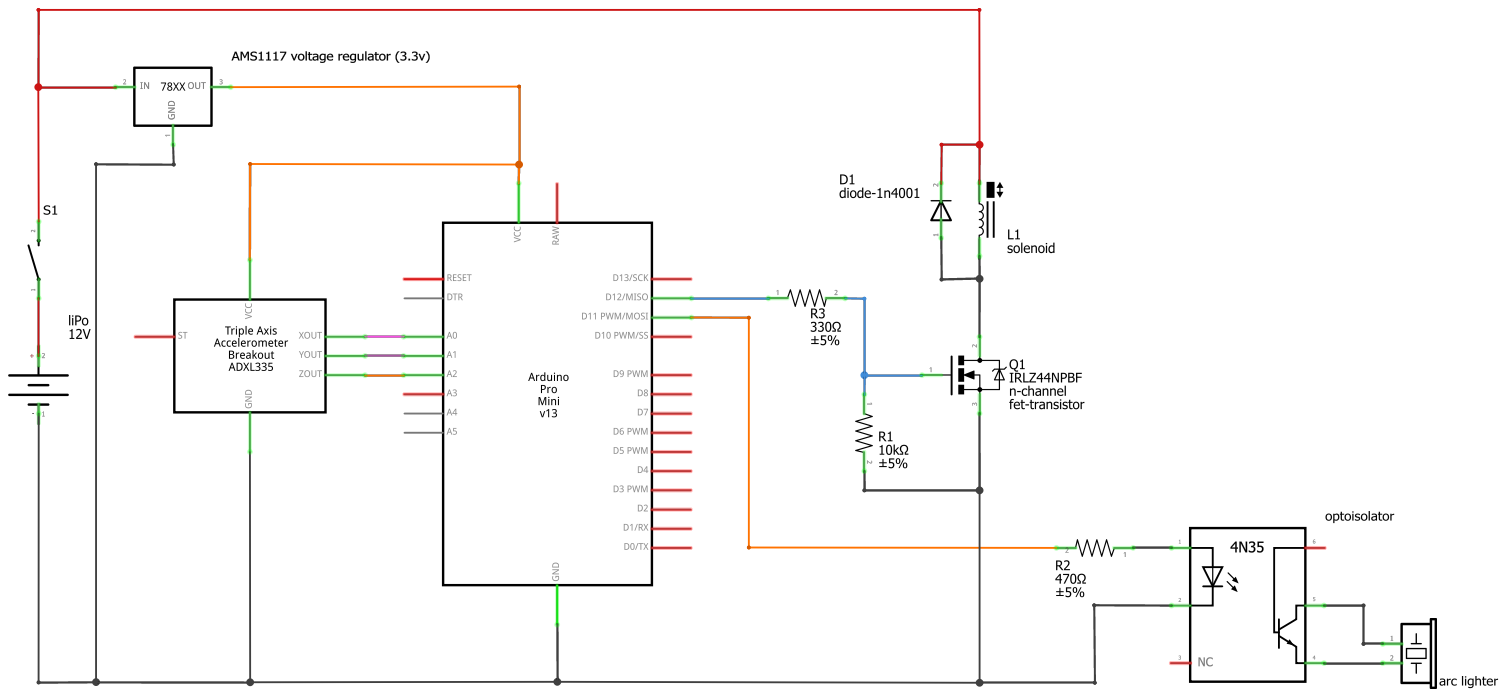 AMS1117 voltage regulator (3.3v)
2 IN 78XX OUT 3
GND
1
S1
2
1
liPo
12V
+ 2
- 1
VCC
ST
Triple Axis
Accelerometer
Breakout
ADXL335
XOUT
YOUT
ZOUT
GND
VCC
RAW
RESET
DTR
A0
A1
A2
A3
A4
A5
Arduino
Pro
Mini
v13
D13/SCK
D12/MISO
D11 PWM/MOSI
D10 PWM/SS
D9 PWM
D8
D7
D6 PWM
D5 PWM
D4
D3 PWM
D2
D1/RX
D0/TX
GND
1 2
R3
330Ω
±5%
D1
diode-1n4001
2
1
L1
solenoid
2
1
3
Q1
IRLZ44NPBF
n-channel
fet-transistor
1
R1
10kΩ
±5%
2
2 1
R2
470Ω
±5%
optoisolator
4N35
1
2
3
NC
6
5
4
1
2
arc lighter